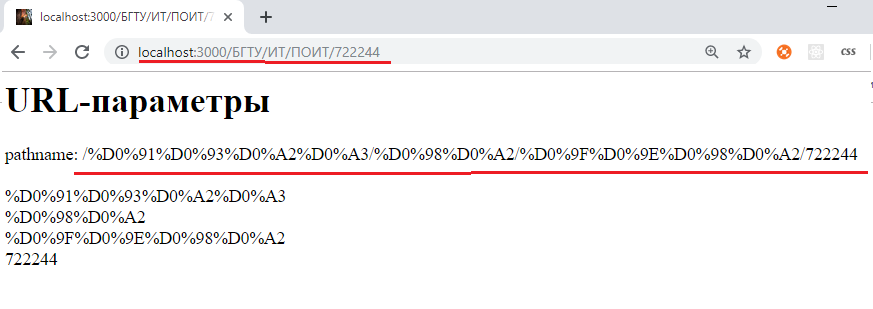 localhost:3000/БГТУ/ИТ/ПОИТ/7
localhost:3000/БГТУ/ИТ/ПОИТ/722244
css
URL-параметры
pathname: /%D0%91%D0%93%D0%A2%D0%A3/%D0%98%D0%A2/%D0%9F%D0%9E%D0%98%D0%A2/722244
%D0%91%D0%93%D0%A2%D0%A3
%D0%98%D0%A2
%D0%9F%D0%9E%D0%98%D0%A2
722244